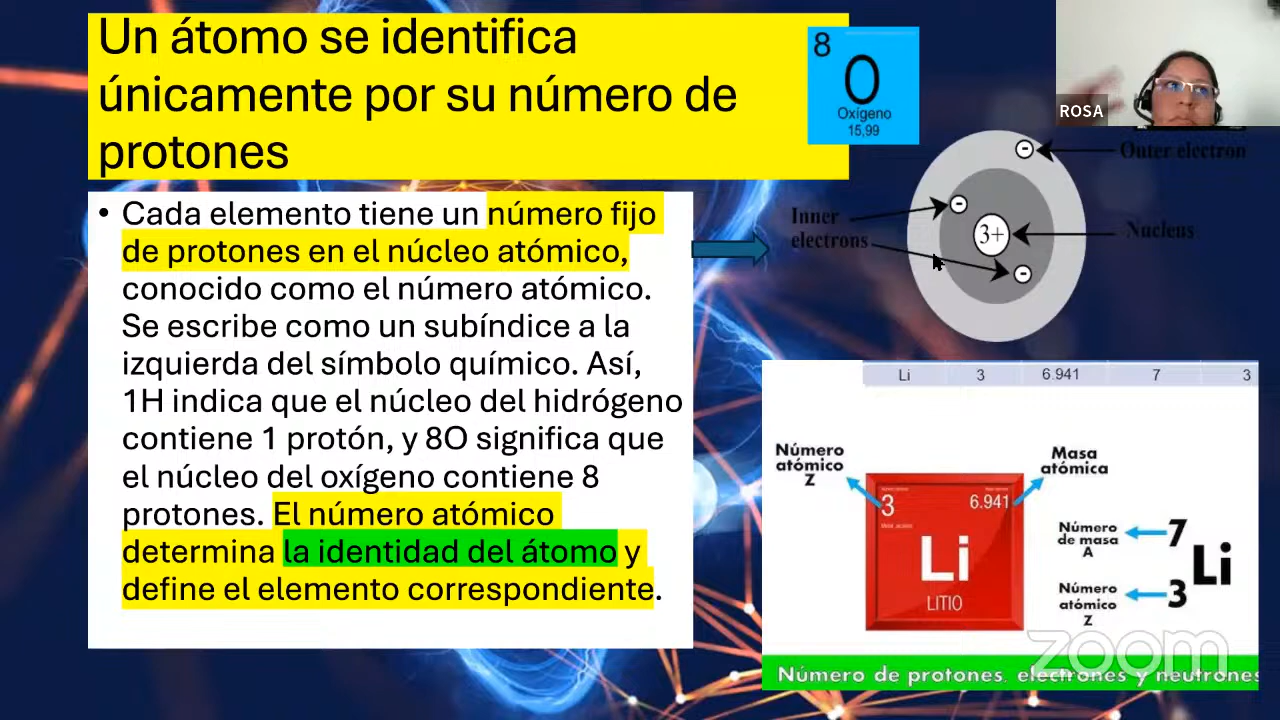 Un átomo se identifica
únicamente por su número de
protones
8
O
Oxígeno
15,99
ROSA
• Cada elemento tiene un número fijo
de protones en el núcleo atómico,
conocido como el número atómico.
Se escribe como un subíndice a la
izquierda del símbolo químico. Así,
1H indica que el núcleo del hidrógeno
contiene 1 protón, y 8O significa que
el núcleo del oxígeno contiene 8
protones. El número atómico
determina la identidad del átomo y
define el elemento correspondiente.
Outer electron
Inner
electrons
Nucleus
3+
-
-
-
Li 3 6.941 7 3
Número
atómico
Z
Masa
atómica
3
6.941
Li
LITIO
Número
de masa
A
7
Li
Número
atómico
Z
3
zoom
Número de protones, electrones y neutrones